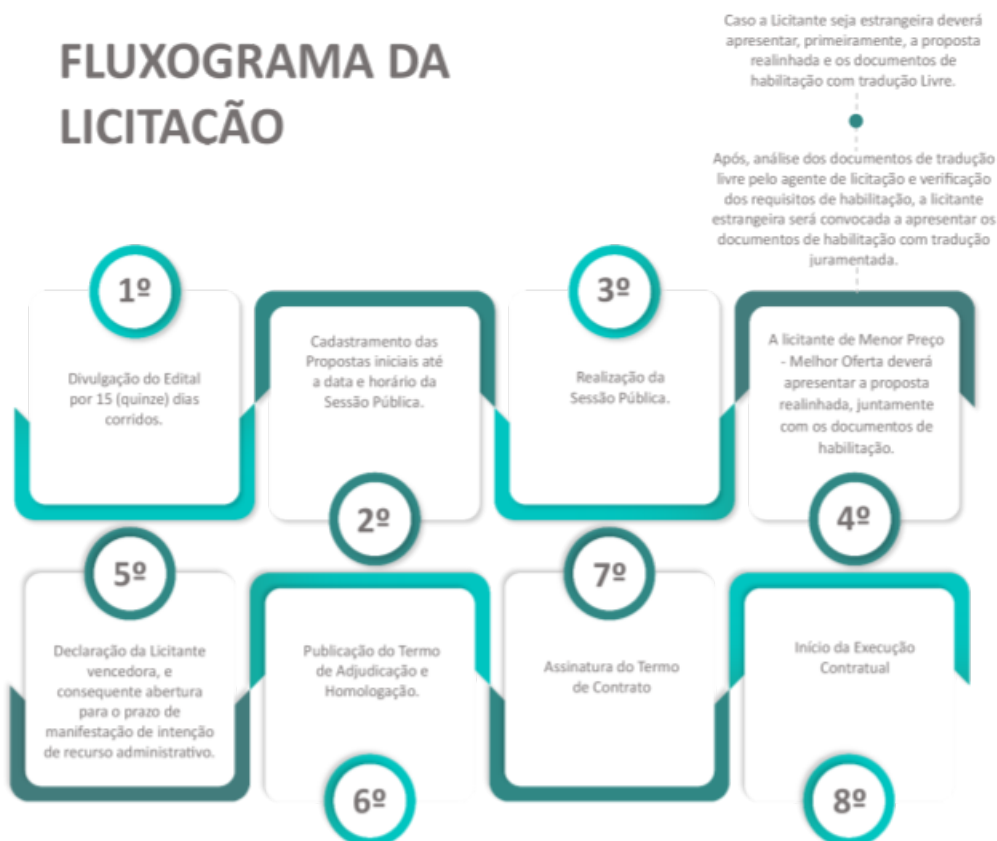 FLUXOGRAMA DA
LICITAÇÃO
Caso a Licitante seja estrangeira deverá
apresentar, primeiramente, a proposta
realinhada e os documentos de
habilitação com tradução Livre.
Após, análise dos documentos de tradução
livre pelo agente de licitação e verificação
dos requisitos de habilitação, a licitante
estrangeira será convocada a apresentar os
documentos de habilitação com tradução
juramentada.
1º
Divulgação do Edital
por 15 (quinze) dias
corridos.
Cadastramento das
Propostas iniciais até
a data e horário da
Sessão Pública.
2º
3º
Realização da
Sessão Pública.
A licitante de Menor Preço
- Melhor Oferta deverá
apresentar a proposta
realinhada, juntamente
com os documentos de
habilitação.
4º
5º
Declaração da Licitante
vencedora, e
consequente abertura
para o prazo de
manifestação de intenção
de recurso administrativo.
Publicação do Termo
de Adjudicação e
Homologação.
6º
7º
Assinatura do Termo
de Contrato
Início da Execução
Contratual
8º